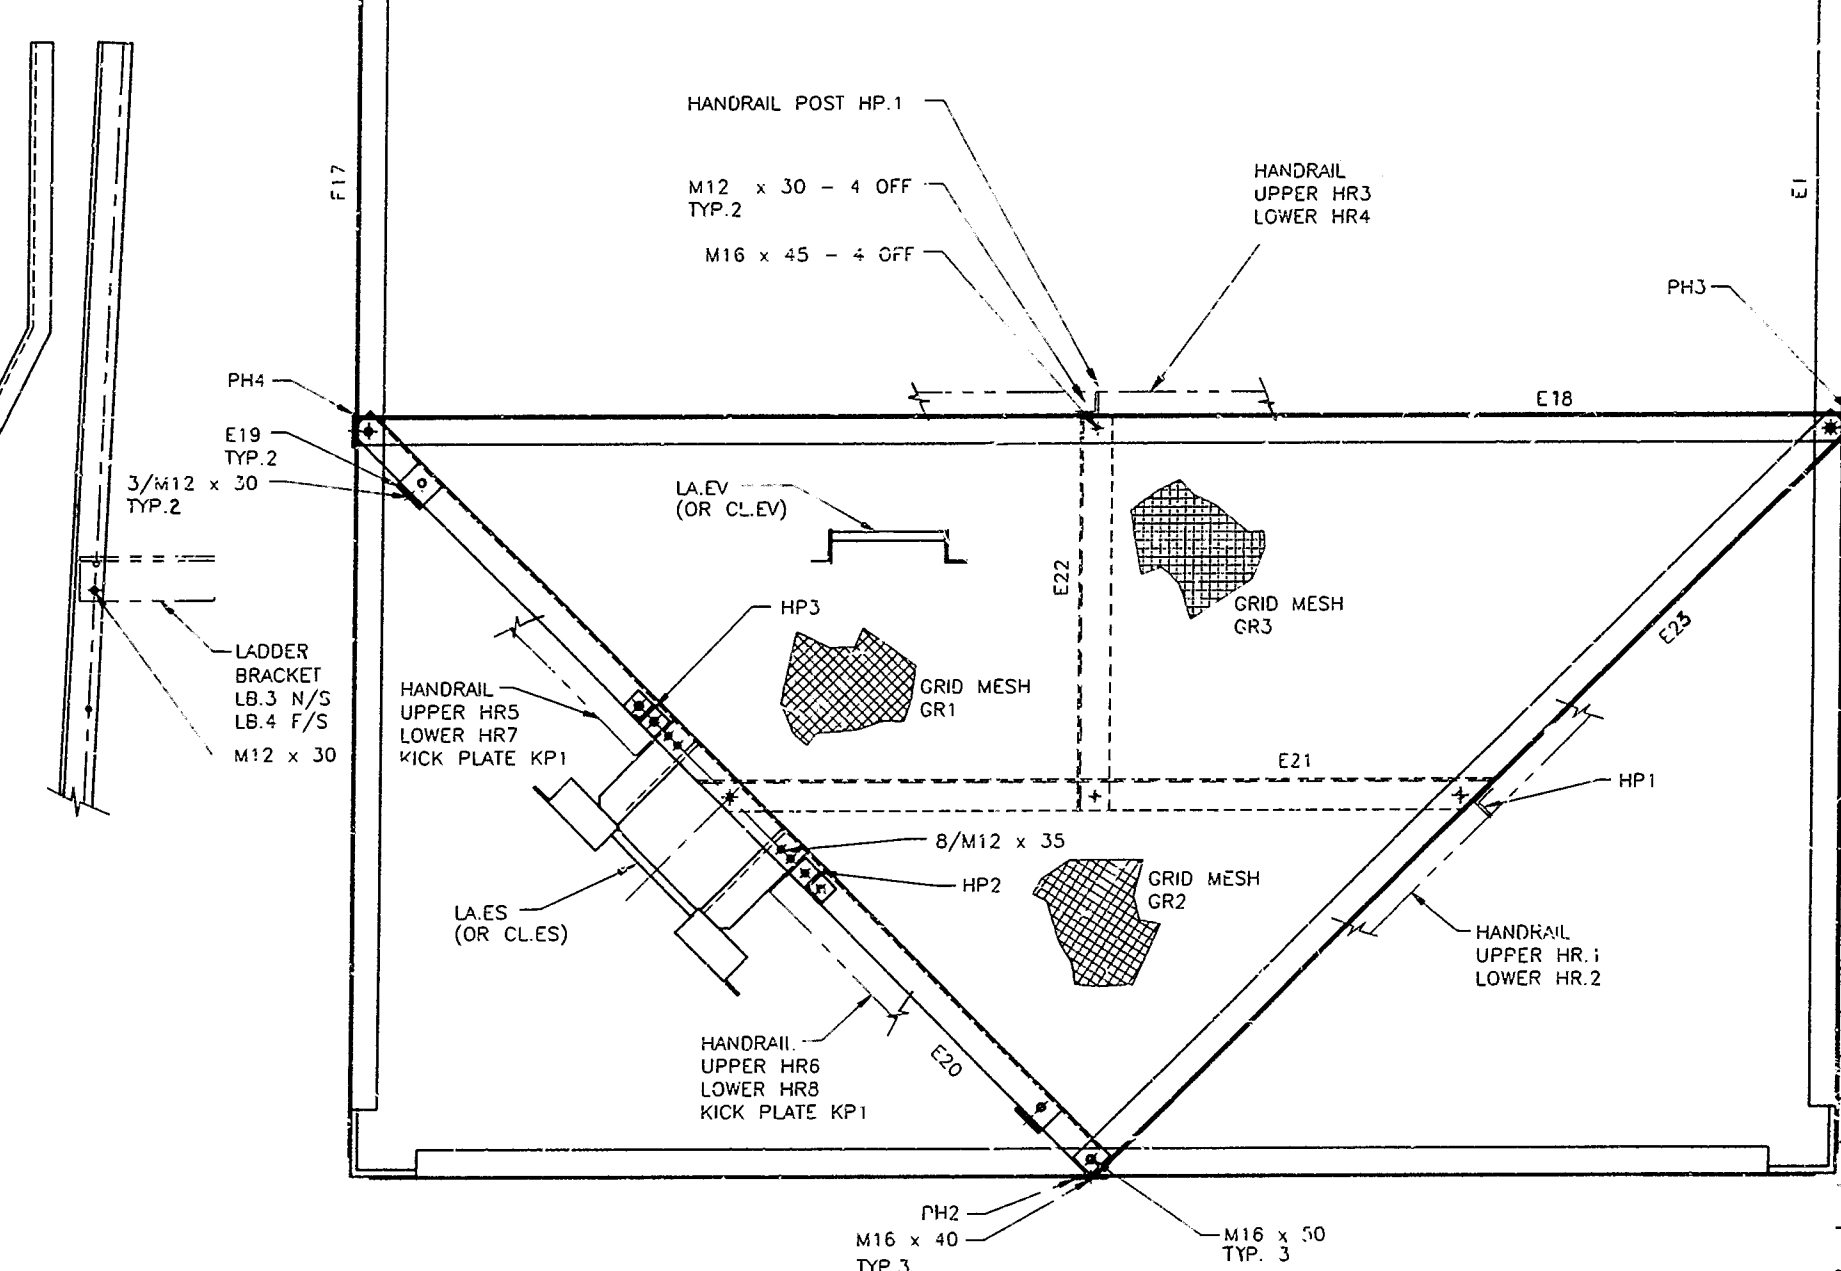 HANDRAIL POST HP.1
M12 x 30 - 4 OFF
TYP.2
M16 x 45 - 4 OFF
HANDRAIL
UPPER HR3
LOWER HR4
F17
E1
PH3
PH4
E18
E19
TYP.2
3/M12 x 30
TYP.2
LA.EV
(OR CL.EV)
E22
GRID MESH
GR3
E23
HP3
LADDER
BRACKET
LB.3 N/S
LB.4 F/S
M12 x 30
HANDRAIL
UPPER HR5
LOWER HR7
KICK PLATE KP1
GRID MESH
GR1
E21
HP1
8/M12 x 35
HP2
GRID MESH
GR2
LA.ES
(OR CL.ES)
HANDRAIL
UPPER HR.1
LOWER HR.2
HANDRAIL
UPPER HR6
LOWER HR8
KICK PLATE KP1
E20
PH2
M16 x 40
TYP.3
M16 x 50
TYP. 3